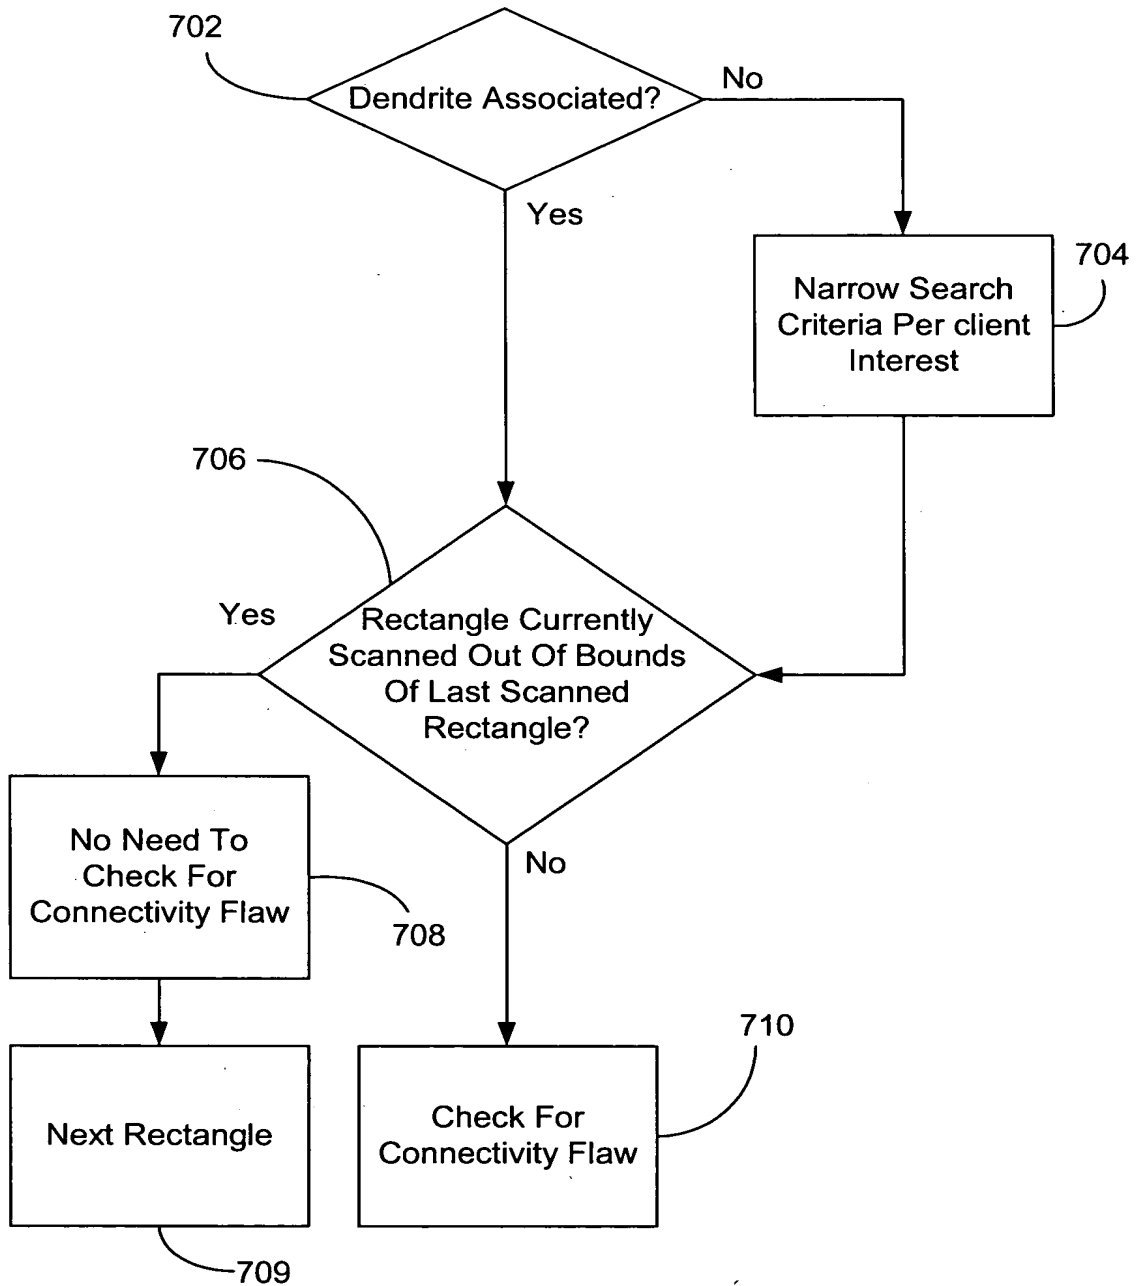 702
Dendrite Associated?
No
Yes
704
Narrow Search
Criteria Per client
Interest
706
Yes
Rectangle Currently
Scanned Out Of Bounds
Of Last Scanned
Rectangle?
No
No Need To
Check For
Connectivity Flaw
708
710
Next Rectangle
Check For
Connectivity Flaw
709